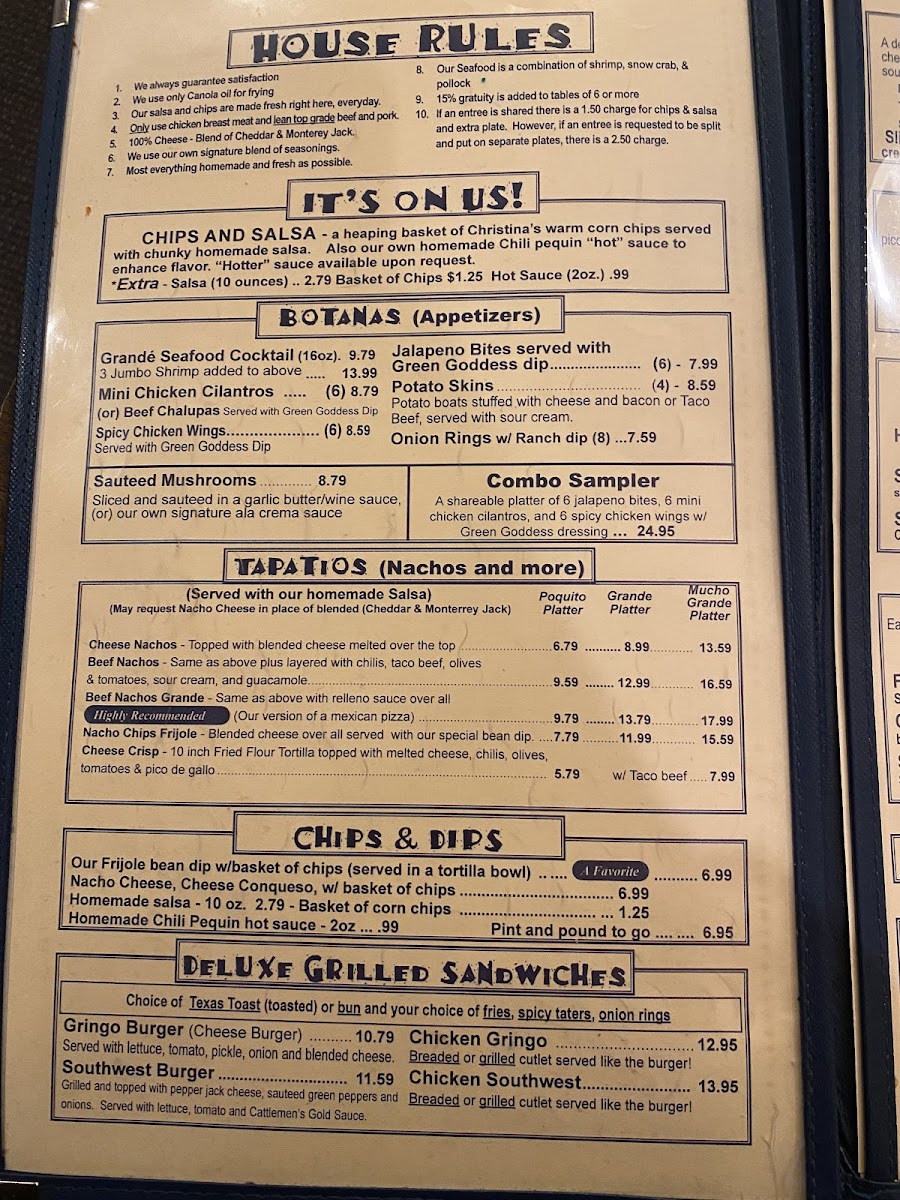 HOUSE RULES
1. We always guarantee satisfaction
2. We use only Canola oil for frying
3. Our salsa and chips are made fresh right here, everyday.
4. Only use chicken breast meat and lean top grade beef and pork.
5. 100% Cheese - Blend of Cheddar & Monterey Jack.
6. We use our own signature blend of seasonings.
7. Most everything homemade and fresh as possible.
8. Our Seafood is a combination of shrimp, snow crab, &
pollock
9. 15% gratuity is added to tables of 6 or more
10. If an entree is shared there is a 1.50 charge for chips & salsa
and extra plate. However, if an entree is requested to be split
and put on separate plates, there is a 2.50 charge.
IT'S ON US!
CHIPS AND SALSA - a heaping basket of Christina's warm corn chips served
with chunky homemade salsa. Also our own homemade Chili pequin "hot" sauce to
enhance flavor. "Hotter" sauce available upon request.
*Extra - Salsa (10 ounces) .. 2.79 Basket of Chips $1.25 Hot Sauce (2oz.) .99
BOTANAS (Appetizers)
Grandé Seafood Cocktail (16oz). 9.79
3 Jumbo Shrimp added to above ..... 13.99
Mini Chicken Cilantros ..... (6) 8.79
(or) Beef Chalupas Served with Green Goddess Dip
Spicy Chicken Wings.................... (6) 8.59
Served with Green Goddess Dip
Jalapeno Bites served with
Green Goddess dip...................... (6) - 7.99
Potato Skins ................................... (4) - 8.59
Potato boats stuffed with cheese and bacon or Taco
Beef, served with sour cream.
Onion Rings w/ Ranch dip (8) ...7.59
Sauteed Mushrooms ............ 8.79
Sliced and sauteed in a garlic butter/wine sauce,
(or) our own signature ala crema sauce
Combo Sampler
A shareable platter of 6 jalapeno bites, 6 mini
chicken cilantros, and 6 spicy chicken wings w/
Green Goddess dressing ... 24.95
TAPATIOS (Nachos and more)
(Served with our homemade Salsa)
(May request Nacho Cheese in place of blended (Cheddar & Monterrey Jack)
Poquito Platter
Grande Platter
Mucho Grande Platter
Cheese Nachos - Topped with blended cheese melted over the top ..........................6.79 .......... 8.99............ 13.59
Beef Nachos - Same as above plus layered with chilis, taco beef, olives
& tomatoes, sour cream, and guacamole.....................................................................9.59 ........ 12.99............ 16.59
Beef Nachos Grande - Same as above with relleno sauce over all
Highly Recommended (Our version of a mexican pizza) ......................................9.79 ........ 13.79............ 17.99
Nacho Chips Frijole - Blended cheese over all served with our special bean dip. ....7.79 ..........11.99............ 15.59
Cheese Crisp - 10 inch Fried Flour Tortilla topped with melted cheese, chilis, olives,
tomatoes & pico de gallo..................................................................................... 5.79 w/ Taco beef ..... 7.99
CHIPS & DIPS
Our Frijole bean dip w/basket of chips (served in a tortilla bowl) .. ..... A Favorite .......... 6.99
Nacho Cheese, Cheese Conqueso, w/ basket of chips ....................................... 6.99
Homemade salsa - 10 oz. 2.79 - Basket of corn chips ................................. ... 1.25
Homemade Chili Pequin hot sauce - 2oz ... .99 Pint and pound to go .... .... 6.95
DELUXE GRILLED SANDWICHES
Choice of Texas Toast (toasted) or bun and your choice of fries, spicy taters, onion rings
Gringo Burger (Cheese Burger) .......... 10.79
Served with lettuce, tomato, pickle, onion and blended cheese.
Southwest Burger .............................. 11.59
Grilled and topped with pepper jack cheese, sauteed green peppers and
onions. Served with lettuce, tomato and Cattlemen's Gold Sauce.
Chicken Gringo ................................ 12.95
Breaded or grilled cutlet served like the burger!
Chicken Southwest......................... 13.95
Breaded or grilled cutlet served like the burger!